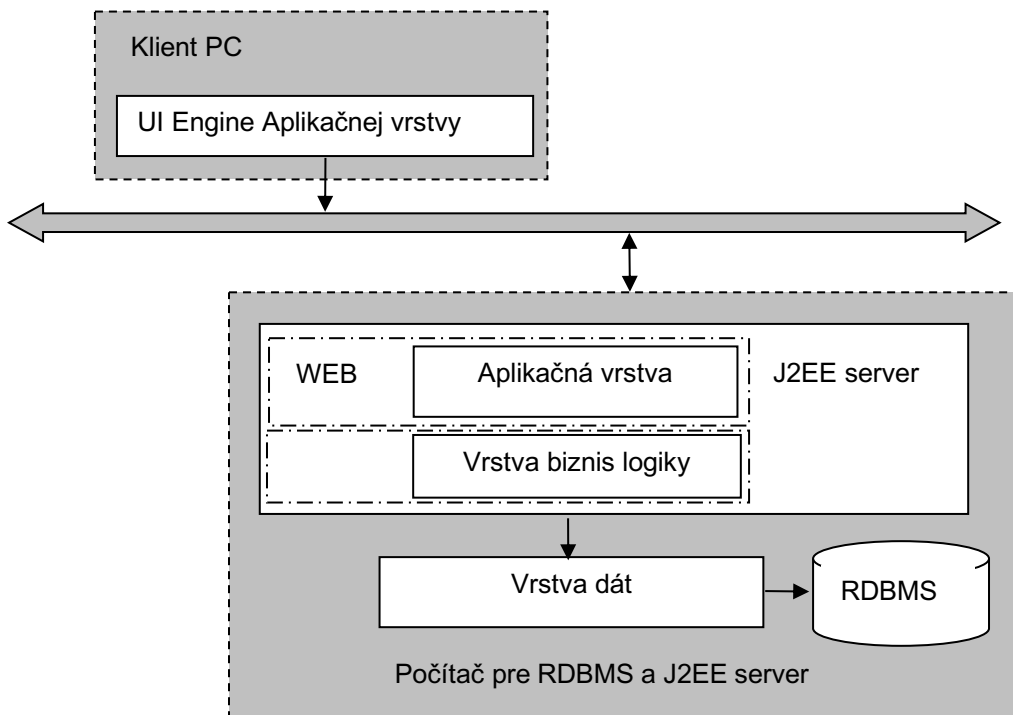 Klient PC
UI Engine Aplikačnej vrstvy
WEB
Aplikačná vrstva
J2EE server
Vrstva biznis logiky
Vrstva dát
RDBMS
Počítač pre RDBMS a J2EE server